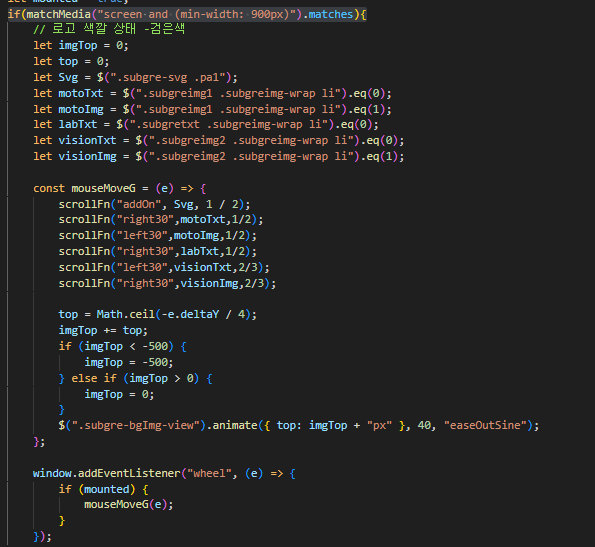 if(matchMedia("screen and (min-width: 900px)").matches){
// 로고 색깔 상태 -검은색
let imgTop = 0;
let top = 0;
let Svg = $(".subgre-svg .pa1");
let motoTxt = $(".subgreimg1 .subgreimg-wrap li").eq(0);
let motoImg = $(".subgreimg1 .subgreimg-wrap li").eq(1);
let labTxt = $(".subgretxt .subgreimg-wrap li").eq(0);
let visionTxt = $(".subgreimg2 .subgreimg-wrap li").eq(0);
let visionImg = $(".subgreimg2 .subgreimg-wrap li").eq(1);
const mouseMoveG = (e) => {
scrollFn("addOn", Svg, 1 / 2);
scrollFn("right30",motoTxt,1/2);
scrollFn("left30",motoImg,1/2);
scrollFn("right30",labTxt,1/2);
scrollFn("left30",visionTxt,2/3);
scrollFn("right30",visionImg,2/3);
top = Math.ceil(-e.deltaY / 4);
imgTop += top;
if (imgTop < -500) {
imgTop = -500;
} else if (imgTop > 0) {
imgTop = 0;
}
$(".subgre-bgImg-view").animate({ top: imgTop + "px" }, 40, "easeOutSine");
};
window.addEventListener("wheel", (e) => {
if (mounted) {
mouseMoveG(e);
}
});